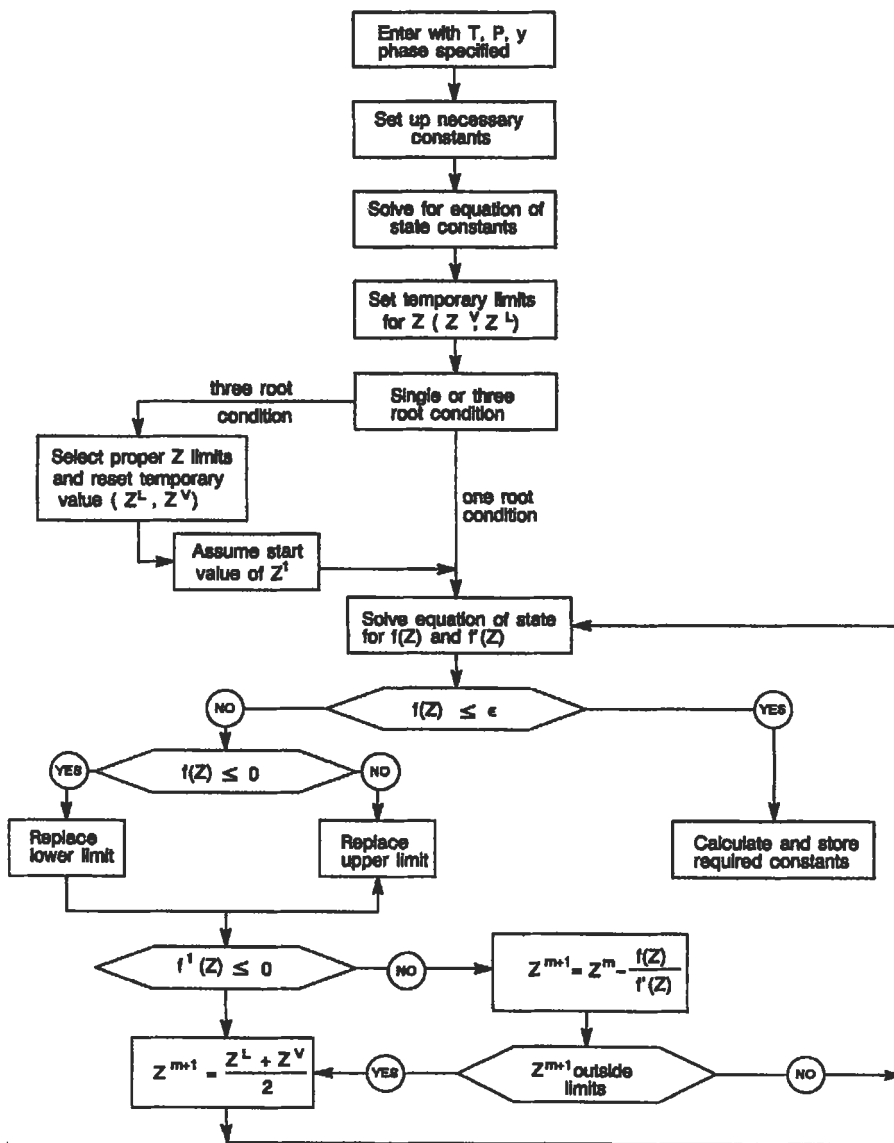 Enter with T, P, y
phase specified
Set up necessary
constants
Solve for equation of
state constants
Set temporary limits
for Z ( Z^V, Z^L )
three root
condition
Single or three
root condition
Select proper Z limits
and reset temporary
value ( Z^L , Z^V )
one root
condition
Assume start
value of Z^1
Solve equation of state
for f(Z) and f'(Z)
NO
f(Z) ≤ ϵ
YES
YES
f(Z) ≤ 0
NO
Replace
lower limit
Replace
upper limit
Calculate and store
required constants
f^1 (Z) ≤ 0
NO
Z^m+1 = Z^m - f(Z) / f'(Z)
Z^m+1 = Z^L + Z^V / 2
YES
Z^m+1 outside
limits
NO